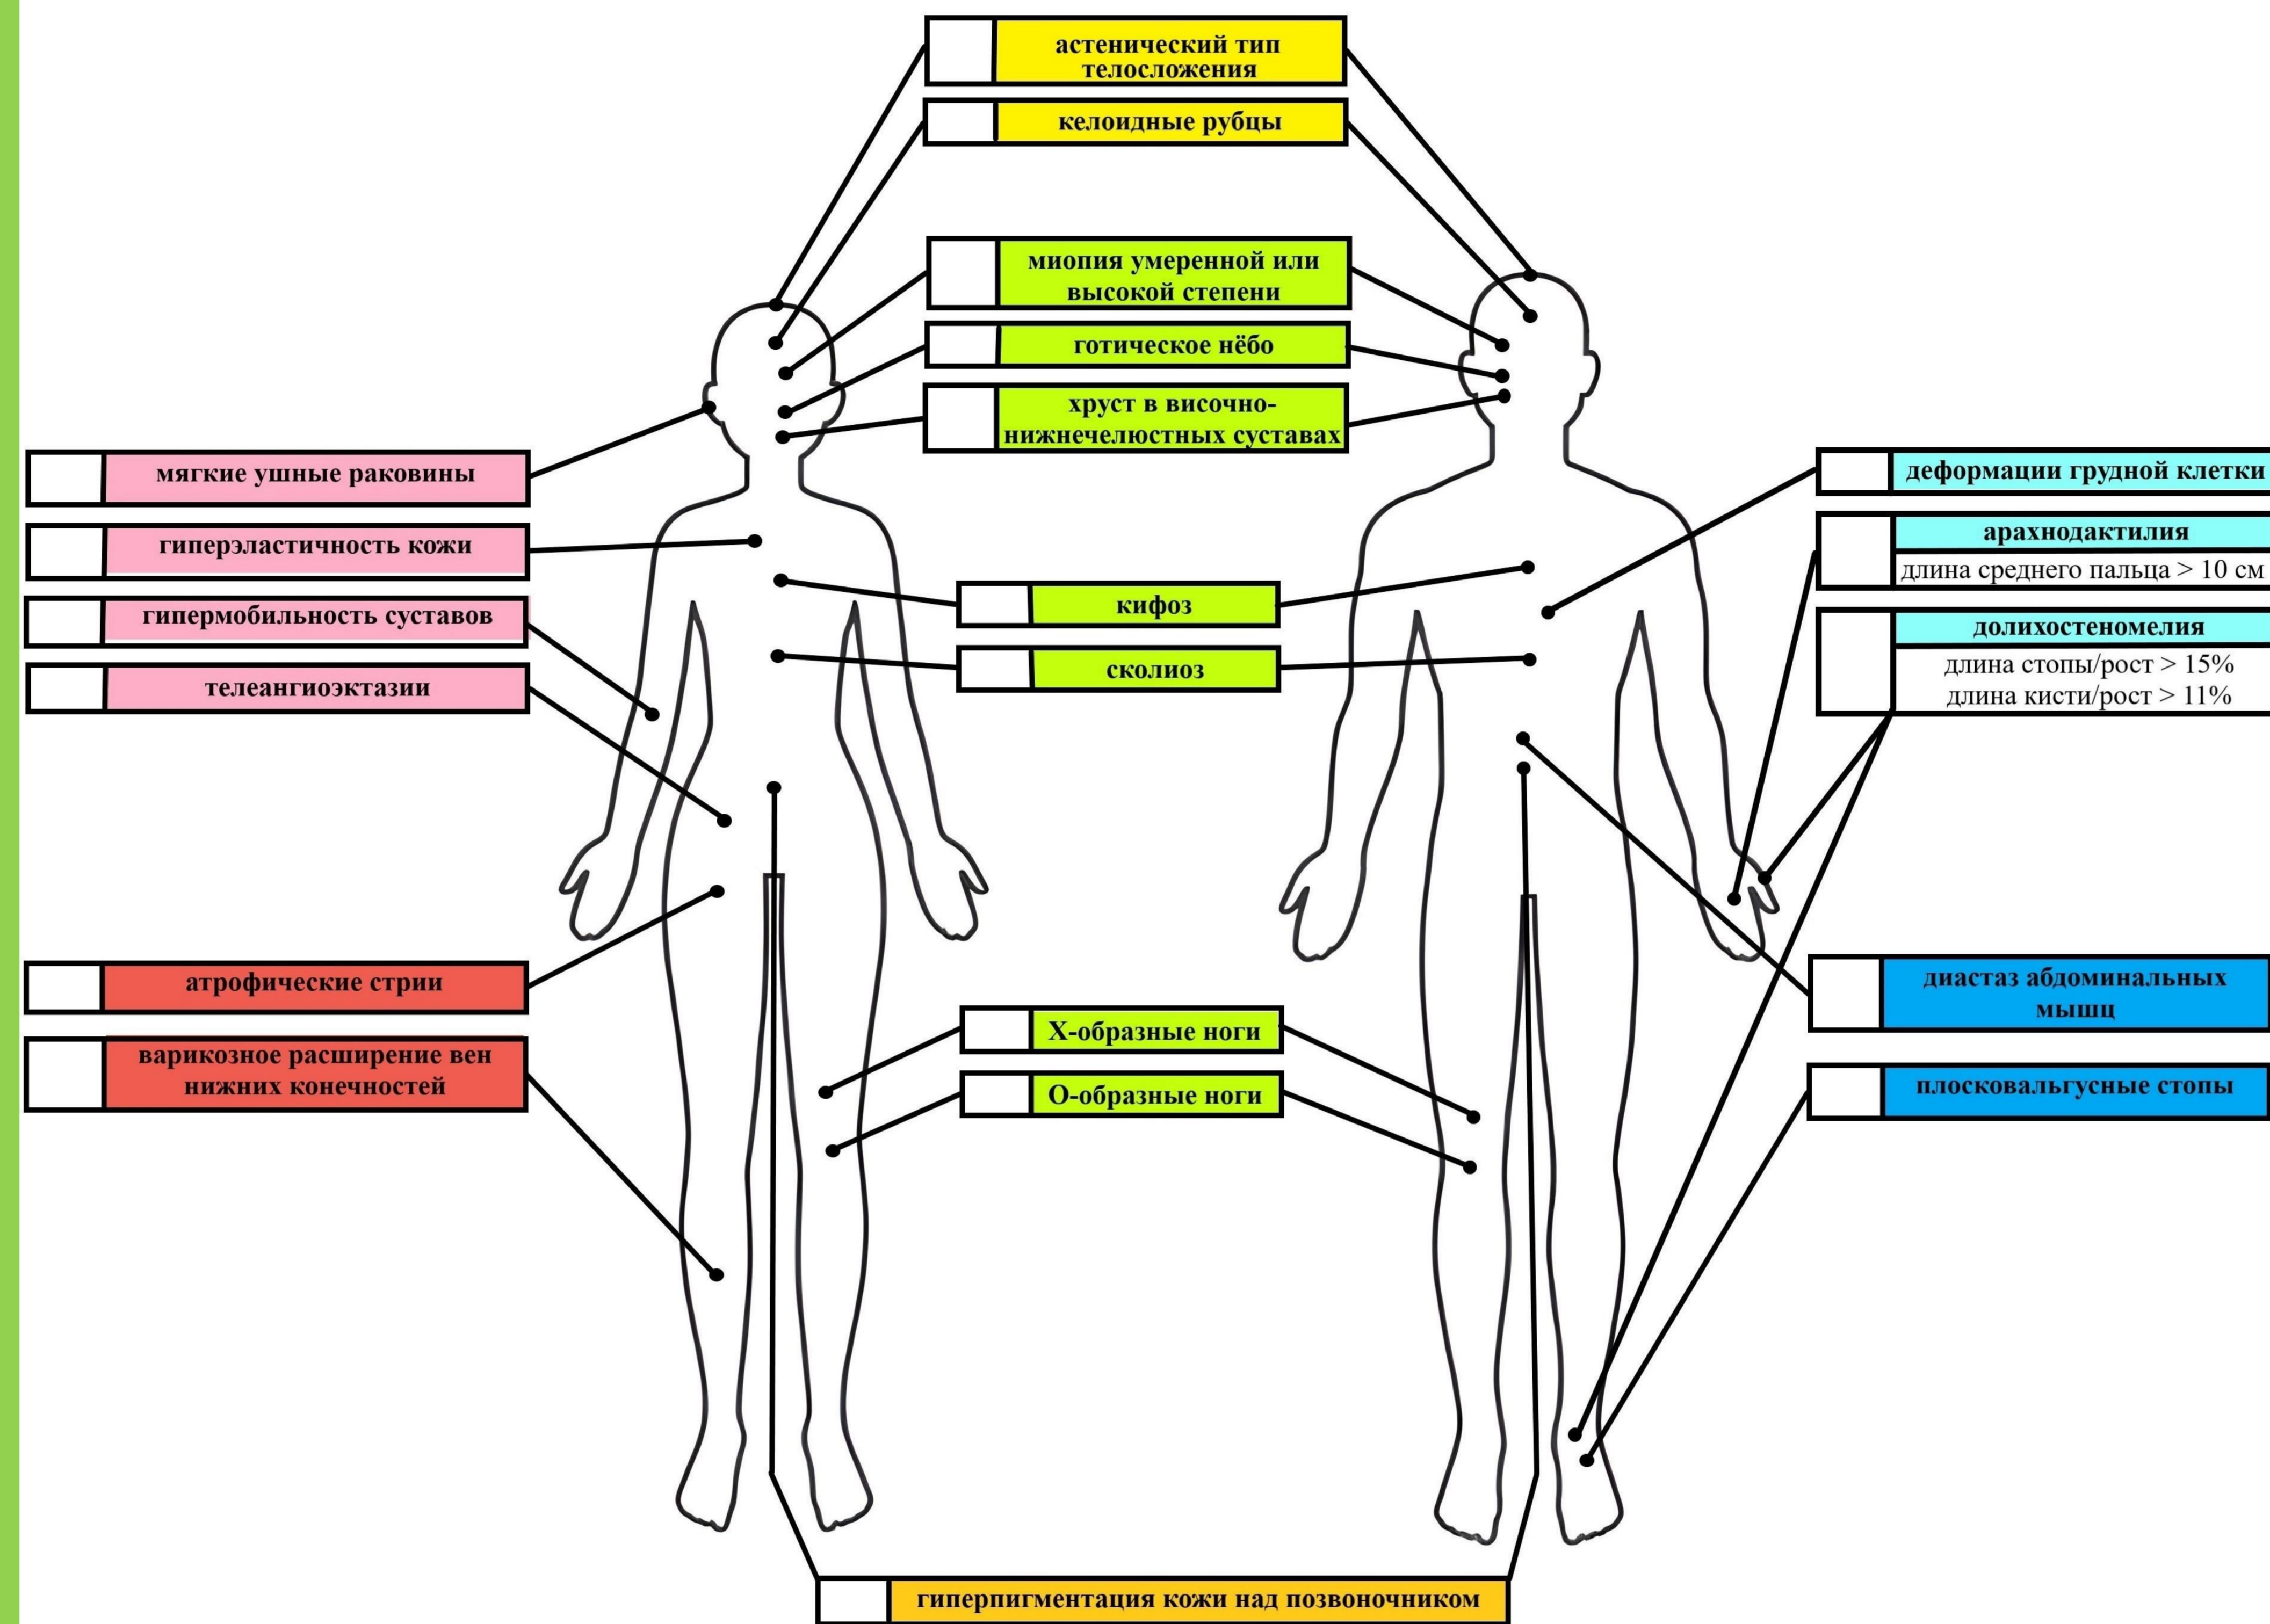 астенический тип
телосложения
келоидные рубцы
миопия умеренной или
высокой степени
готическое нёбо
хруст в височно-
нижнечелюстных суставах
мягкие ушные раковины
гиперэластичность кожи
гипермобильность суставов
телеангиоэктазии
деформации грудной клетки
арахнодактилия
длина среднего пальца > 10 см
долихостеномелия
длина стопы/рост > 15%
длина кисти/рост > 11%
кифоз
сколиоз
атрофические стрии
варикозное расширение вен
нижних конечностей
Х-образные ноги
О-образные ноги
диастаз абдоминальных
мышц
плосковальгусные стопы
гиперпигментация кожи над позвоночником